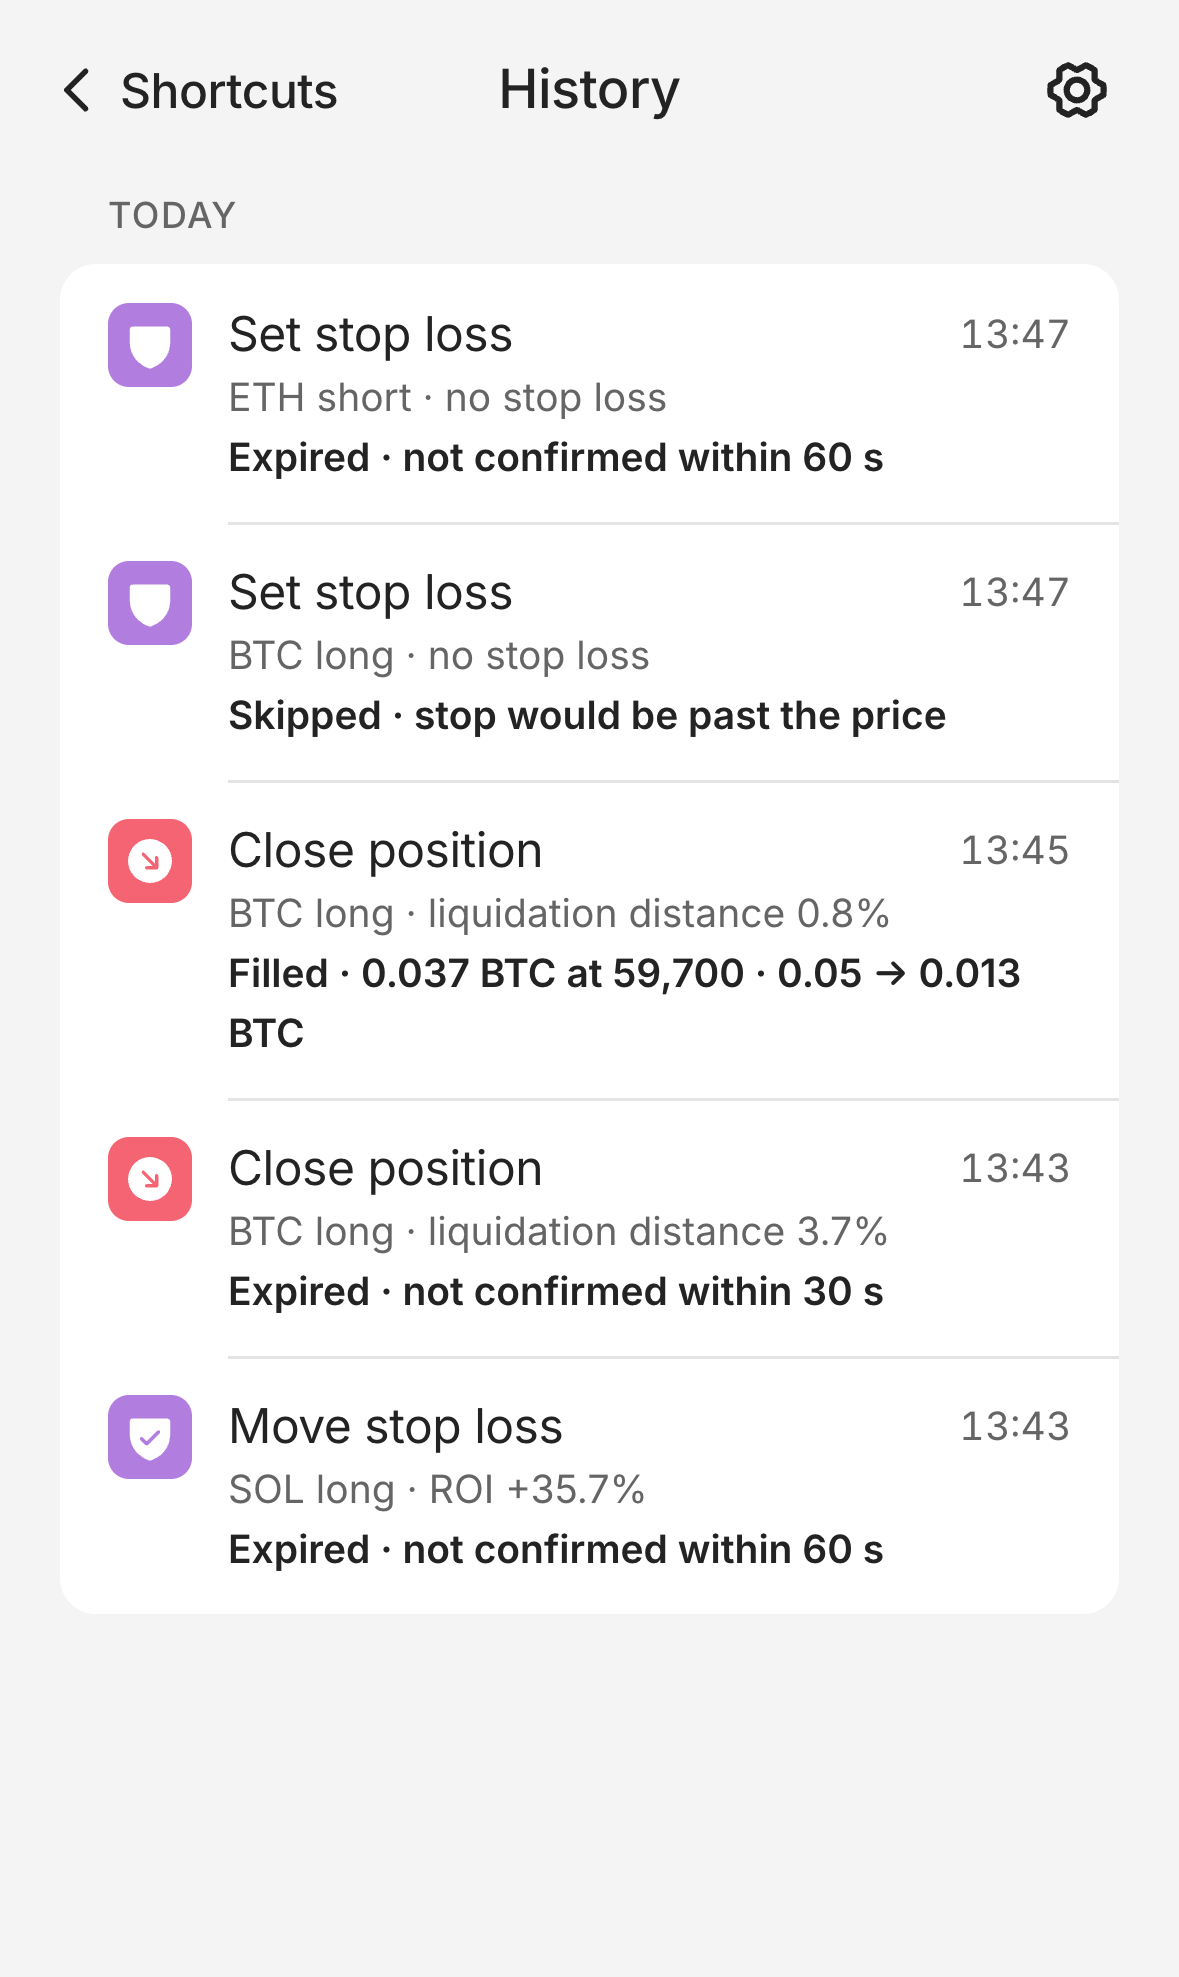 Shortcuts
History
TODAY
Set stop loss
13:47
ETH short · no stop loss
Expired · not confirmed within 60 s
Set stop loss
13:47
BTC long · no stop loss
Skipped · stop would be past the price
Close position
13:45
BTC long · liquidation distance 0.8%
Filled · 0.037 BTC at 59,700 · 0.05 → 0.013
BTC
Close position
13:43
BTC long · liquidation distance 3.7%
Expired · not confirmed within 30 s
Move stop loss
13:43
SOL long · ROI +35.7%
Expired · not confirmed within 60 s